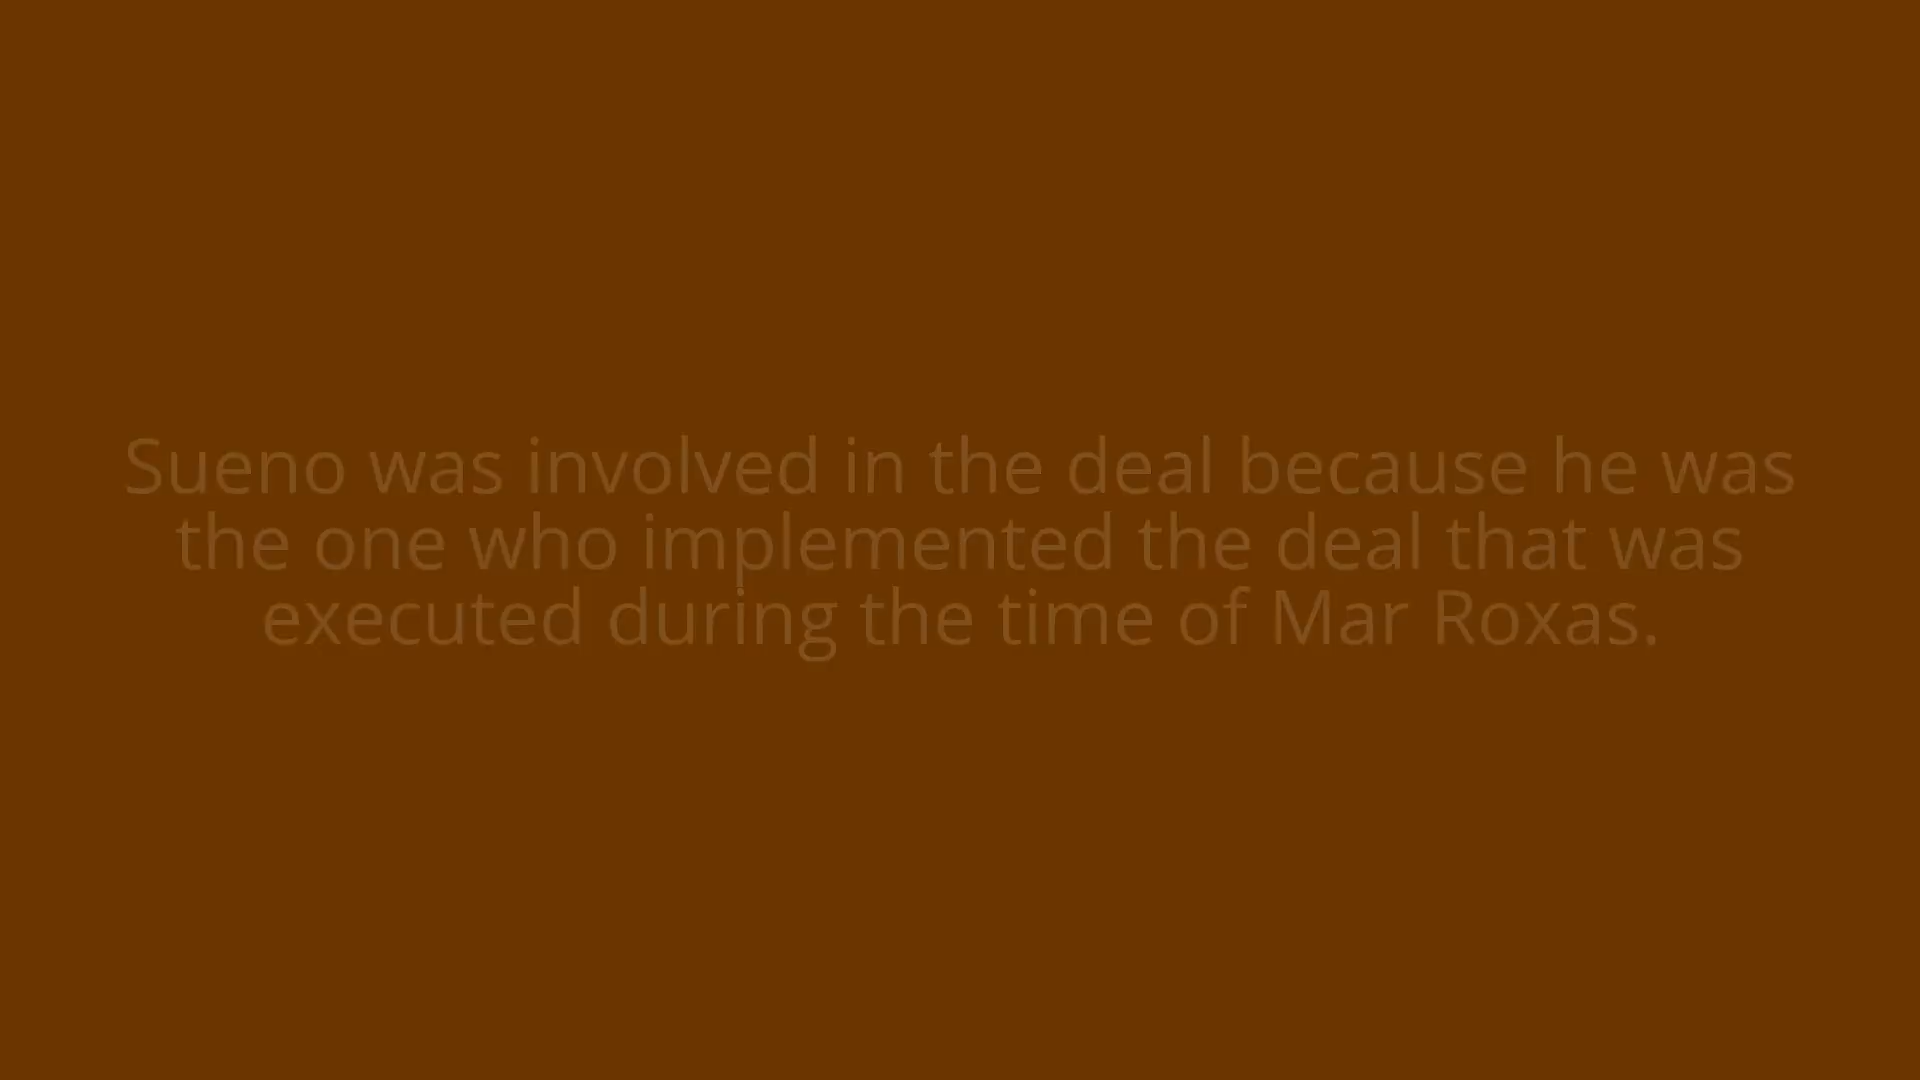 Sueno was involved in the deal because he was
the one who implemented the deal that was
executed during the time of Mar Roxas.